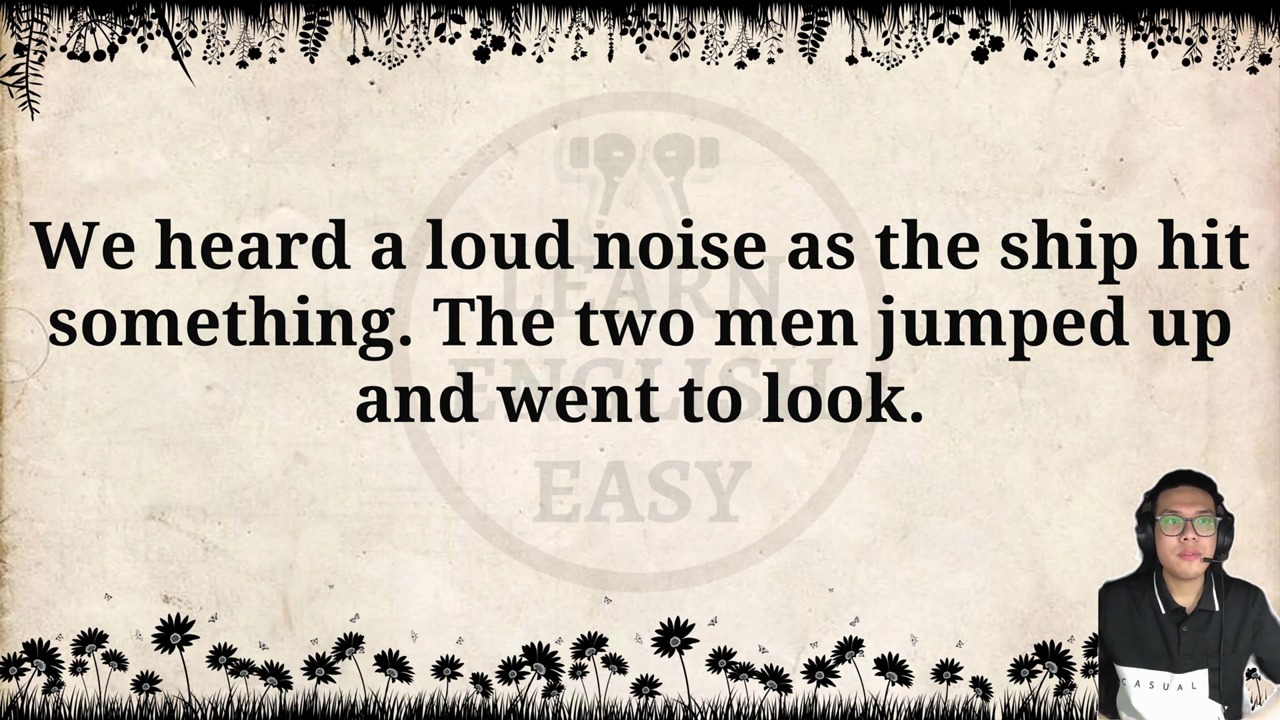 We heard a loud noise as the ship hit
something. The two men jumped up
and went to look.
LEARN
ENGLISH
EASY
CASUAL